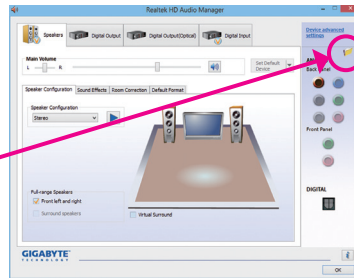 Realtek HD Audio Manager
Speakers
Digital Output
Digital Output(Optical)
Digital Input
Device advanced
settings
Main Volume
L
R
Set Default
Device
AN
Back Panel
Speaker Configuration
Sound Effects
Room Correction
Default Format
Speaker Configuration
Stereo
Front Panel
Full-range Speakers
Front left and right
Surround speakers
Virtual Surround
DIGITAL
GIGABYTE
TECHNOLOGY
i
OK